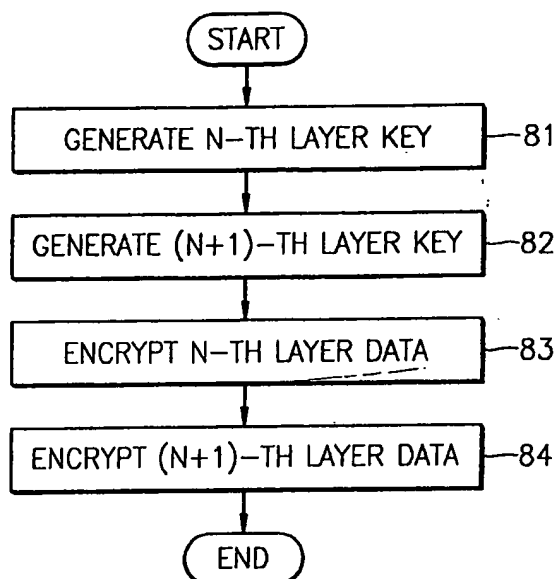 START
GENERATE N-TH LAYER KEY
81
GENERATE (N+1)-TH LAYER KEY
82
ENCRYPT N-TH LAYER DATA
83
ENCRYPT (N+1)-TH LAYER DATA
84
END